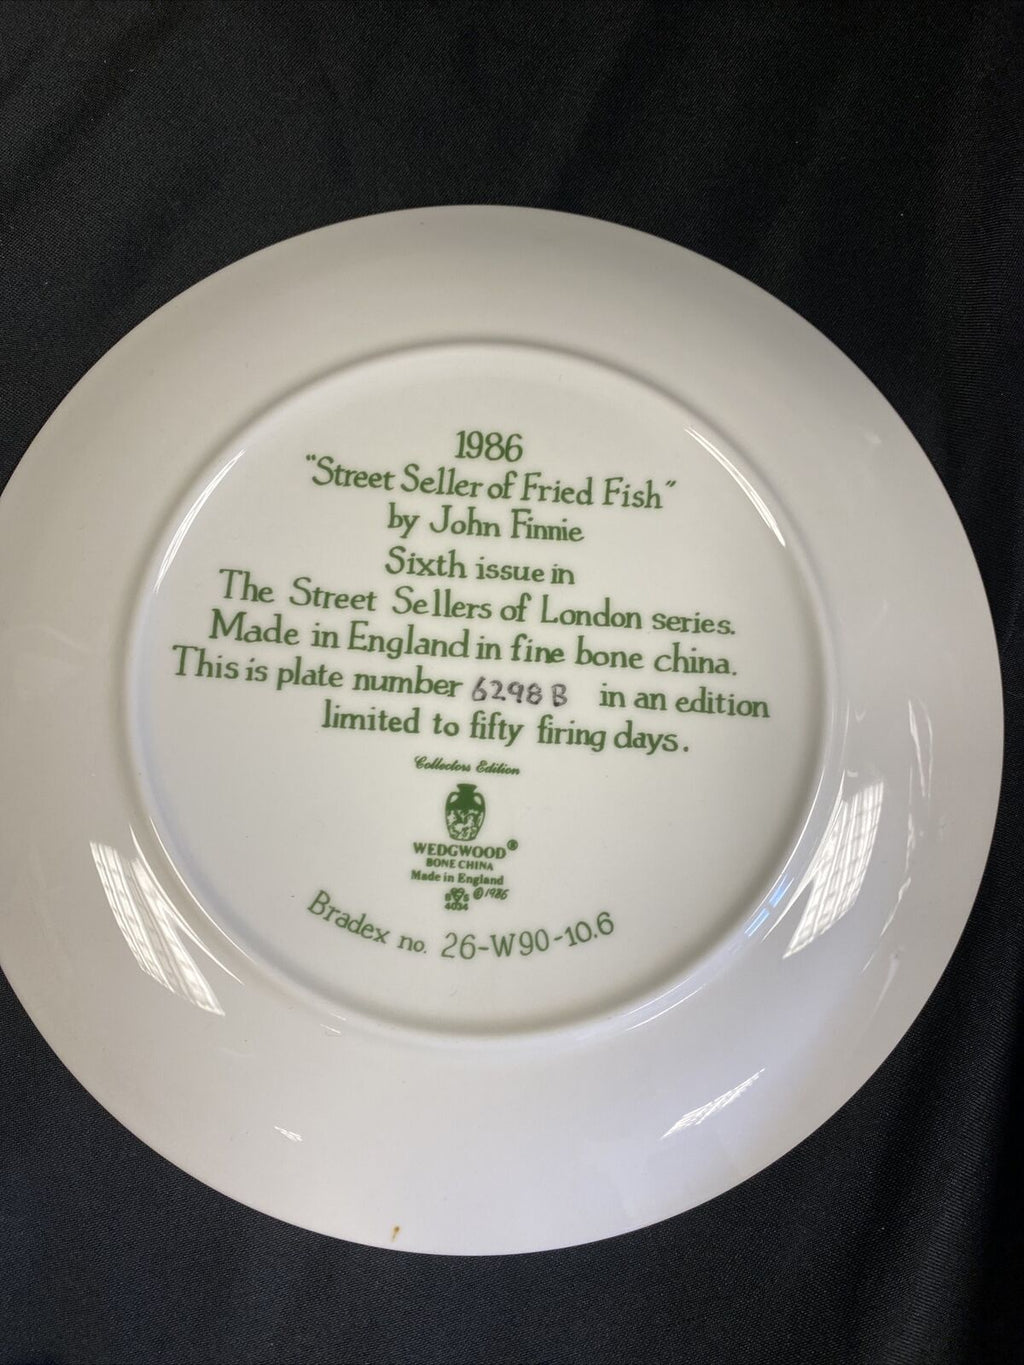 1986
"Street Seller of Fried Fish"
by John Finnie
Sixth issue in
The Street Sellers of London series.
Made in England in fine bone china.
This is plate number 6298 B in an edition
limited to fifty firing days.
Collectors Edition
WEDGWOOD®
BONE CHINA
Made in England
© 1986
4034
Bradex no. 26-W90-10.6